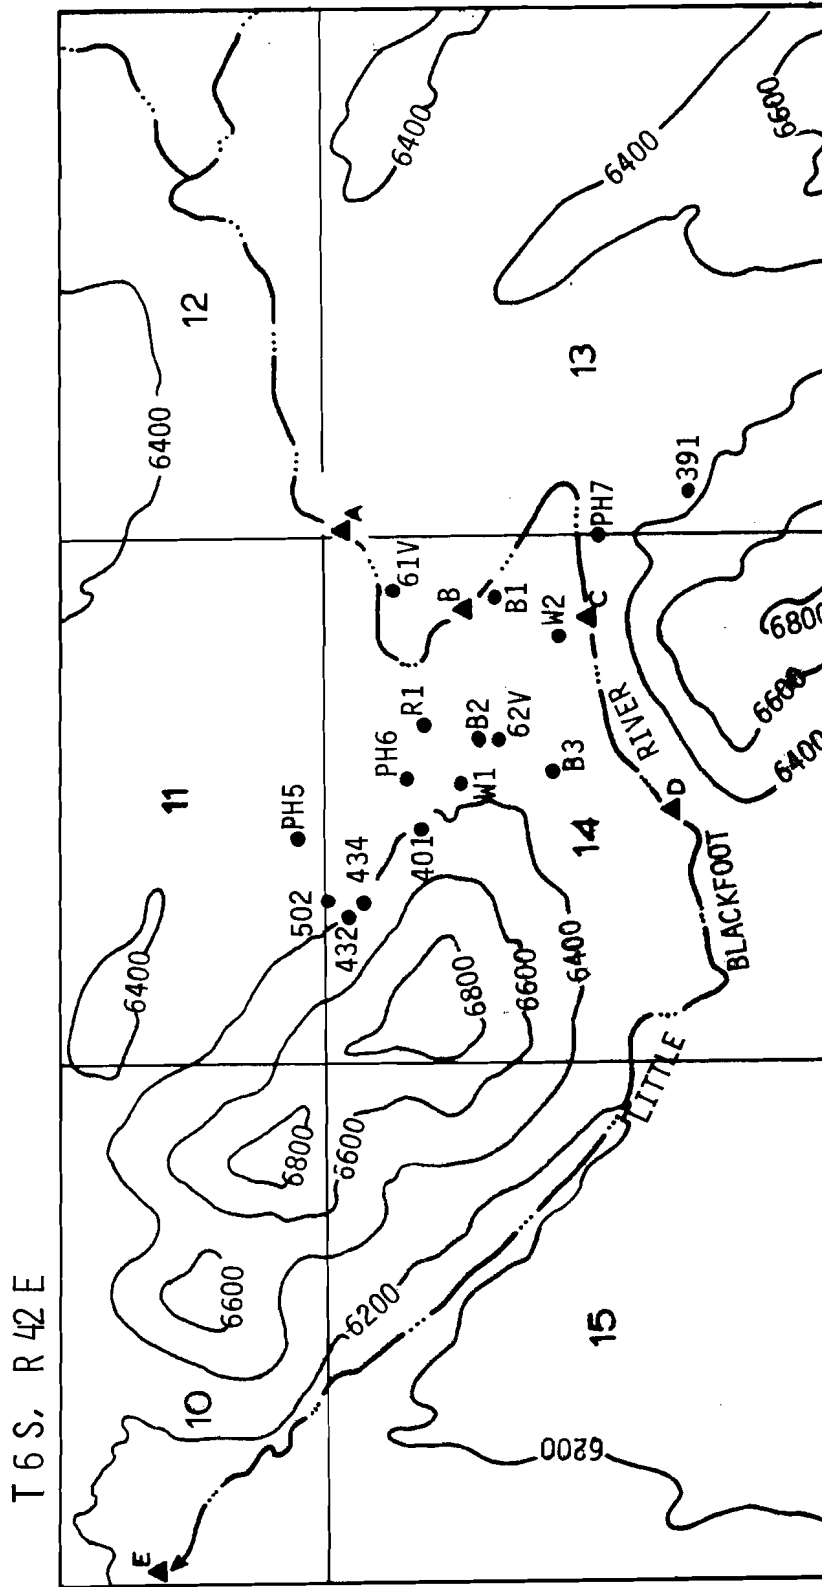 T 6 S, R 42 E
E
10
6600
6800
6600
6200
6200
15
6400
11
502
432
434
PH5
401
PH6
R1
W1
B2
62V
B3
14
6800
6600
6400
LITTLE
BLACKFOOT
RIVER
D
C
W2
B1
B
61V
A
PH7
391
6400
6600
6800
6400
12
13
6400
6400
6600